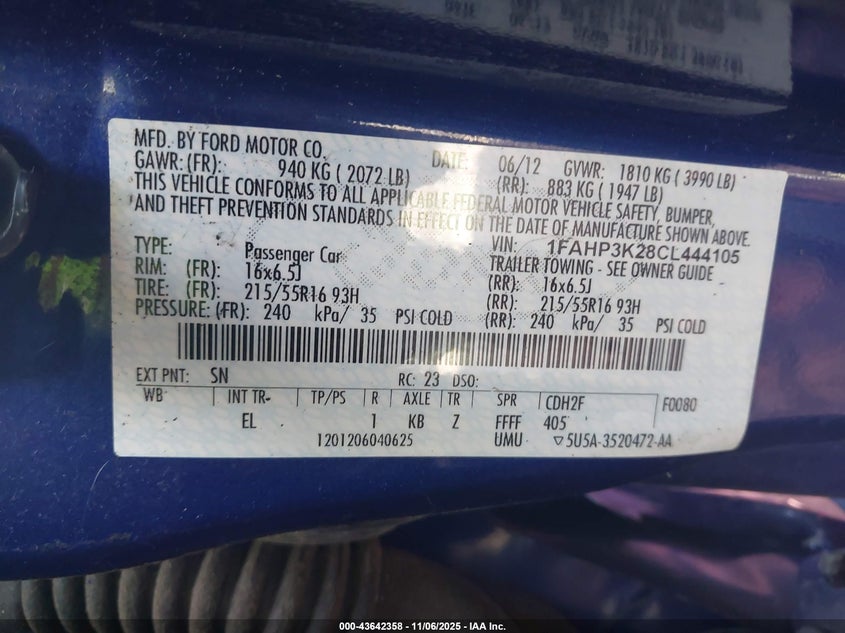 MFD. BY FORD MOTOR CO. DATE: 06/12 GVWR: 1810 KG ( 3990 LB)
GAWR: (FR): 940 KG ( 2072 LB) (RR): 883 KG ( 1947 LB)
THIS VEHICLE CONFORMS TO ALL APPLICABLE FEDERAL MOTOR VEHICLE SAFETY, BUMPER,
AND THEFT PREVENTION STANDARDS IN EFFECT ON THE DATE OF MANUFACTURE SHOWN ABOVE.
VIN: 1FAHP3K28CL444105
TYPE: Passenger Car TRAILER TOWING - SEE OWNER GUIDE
RIM: (FR): 16x6.5J (RR): 16x6.5J
TIRE: (FR): 215/55R16 93H (RR): 215/55R16 93H
PRESSURE: (FR): 240 kPa/ 35 PSI COLD (RR): 240 kPa/ 35 PSI COLD
EXT PNT: SN RC: 23 DSO:
WB INT TR- TP/PS R AXLE TR SPR CDH2F F0080
EL 1 KB Z FFFF 405
1201206040625 UMU ▽5U5A-3520472-AA
000-43642358 - 11/06/2025 - IAA Inc.